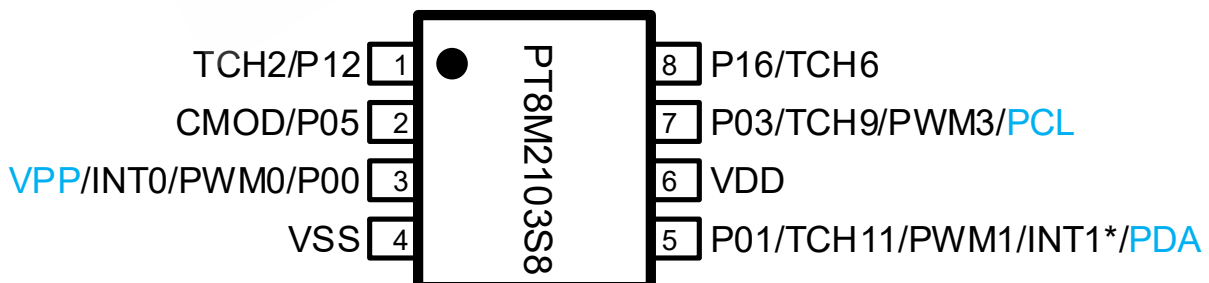 TCH2/P12 1
CMOD/P05 2
VPP/INT0/PWM0/P00 3
VSS 4
PT8M2103S8
8 P16/TCH6
7 P03/TCH9/PWM3/PCL
6 VDD
5 P01/TCH11/PWM1/INT1*/PDA